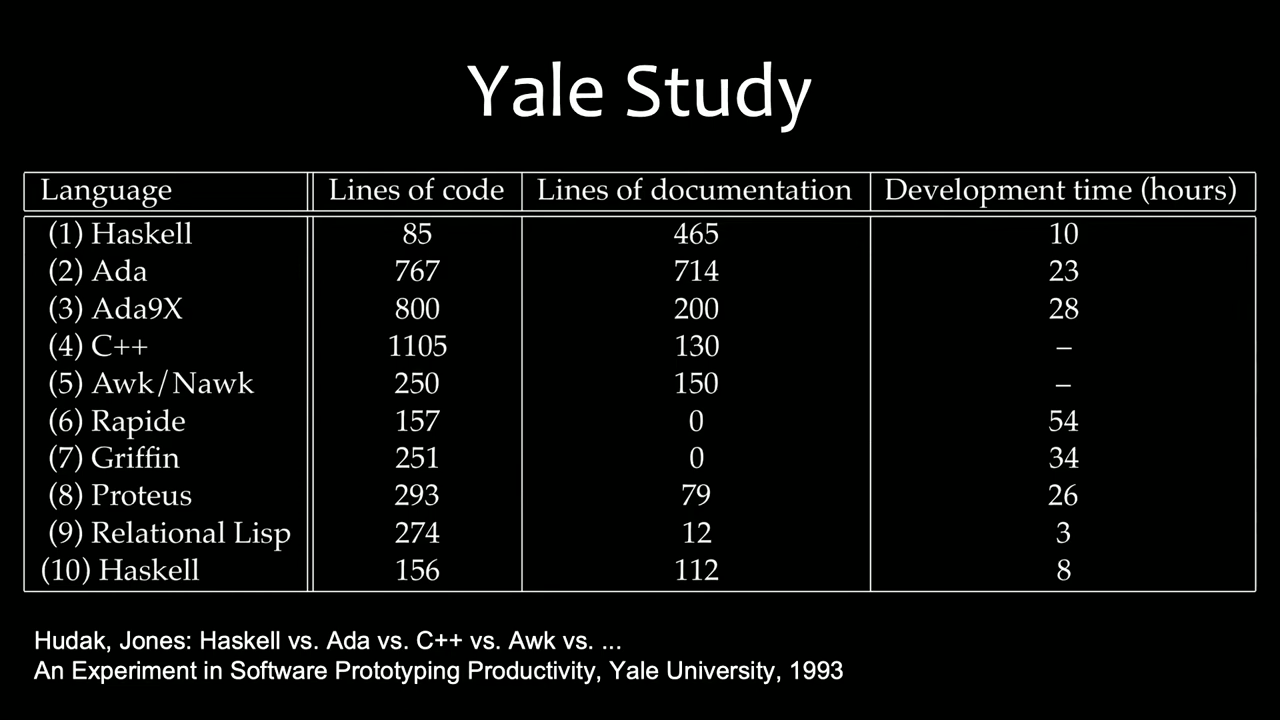 Yale Study
Language Lines of code Lines of documentation Development time (hours)
(1) Haskell 85 465 10
(2) Ada 767 714 23
(3) Ada9X 800 200 28
(4) C++ 1105 130 –
(5) Awk/Nawk 250 150 –
(6) Rapide 157 0 54
(7) Griffin 251 0 34
(8) Proteus 293 79 26
(9) Relational Lisp 274 12 3
(10) Haskell 156 112 8
Hudak, Jones: Haskell vs. Ada vs. C++ vs. Awk vs. ...
An Experiment in Software Prototyping Productivity, Yale University, 1993